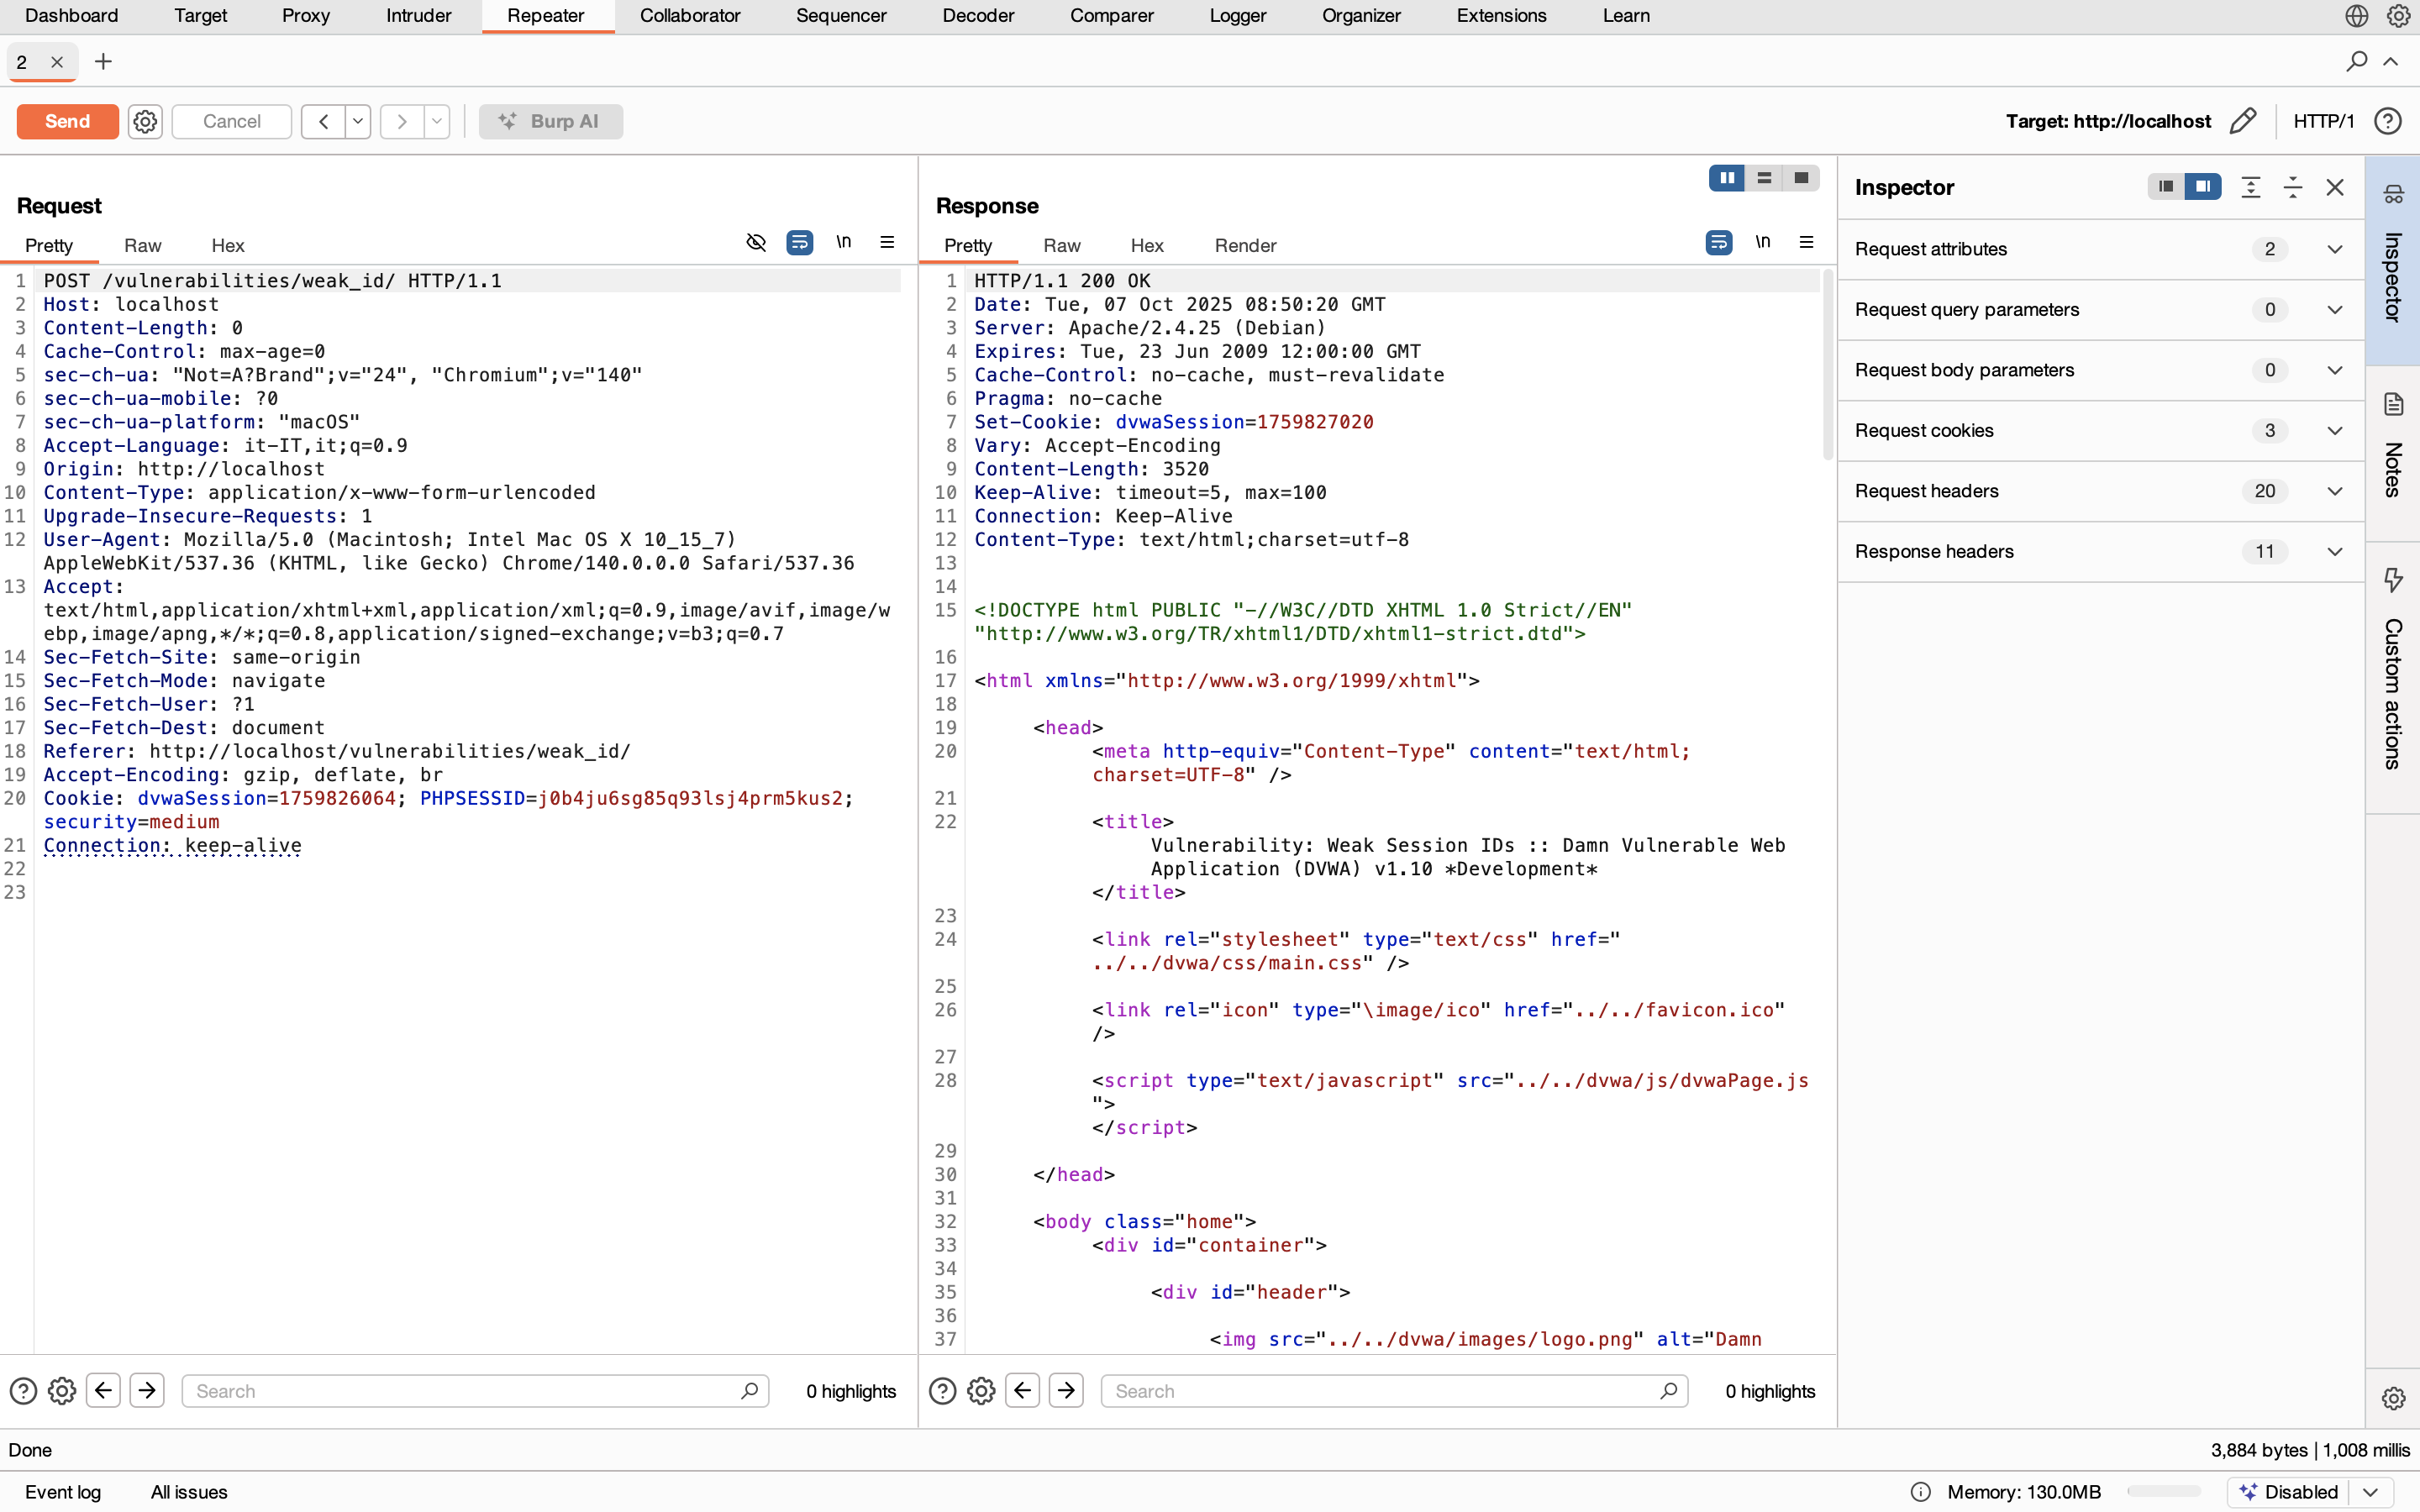 Dashboard Target Proxy Intruder Repeater Collaborator Sequencer Decoder Comparer Logger Organizer Extensions Learn
2
Send Cancel Burp AI Target: http://localhost HTTP/1
Request
Pretty Raw Hex \n
1 POST /vulnerabilities/weak_id/ HTTP/1.1
2 Host: localhost
3 Content-Length: 0
4 Cache-Control: max-age=0
5 sec-ch-ua: "Not=A?Brand";v="24", "Chromium";v="140"
6 sec-ch-ua-mobile: ?0
7 sec-ch-ua-platform: "macOS"
8 Accept-Language: it-IT,it;q=0.9
9 Origin: http://localhost
10 Content-Type: application/x-www-form-urlencoded
11 Upgrade-Insecure-Requests: 1
12 User-Agent: Mozilla/5.0 (Macintosh; Intel Mac OS X 10_15_7)
AppleWebKit/537.36 (KHTML, like Gecko) Chrome/140.0.0.0 Safari/537.36
13 Accept:
text/html,application/xhtml+xml,application/xml;q=0.9,image/avif,image/w
ebp,image/apng,*/*;q=0.8,application/signed-exchange;v=b3;q=0.7
14 Sec-Fetch-Site: same-origin
15 Sec-Fetch-Mode: navigate
16 Sec-Fetch-User: ?1
17 Sec-Fetch-Dest: document
18 Referer: http://localhost/vulnerabilities/weak_id/
19 Accept-Encoding: gzip, deflate, br
20 Cookie: dvwaSession=1759826064; PHPSESSID=j0b4ju6sg85q93lsj4prm5kus2;
security=medium
21 Connection: keep-alive
22
23
Search 0 highlights
Response
Pretty Raw Hex Render \n
1 HTTP/1.1 200 OK
2 Date: Tue, 07 Oct 2025 08:50:20 GMT
3 Server: Apache/2.4.25 (Debian)
4 Expires: Tue, 23 Jun 2009 12:00:00 GMT
5 Cache-Control: no-cache, must-revalidate
6 Pragma: no-cache
7 Set-Cookie: dvwaSession=1759827020
8 Vary: Accept-Encoding
9 Content-Length: 3520
10 Keep-Alive: timeout=5, max=100
11 Connection: Keep-Alive
12 Content-Type: text/html;charset=utf-8
13
14
15 <!DOCTYPE html PUBLIC "-//W3C//DTD XHTML 1.0 Strict//EN"
"http://www.w3.org/TR/xhtml1/DTD/xhtml1-strict.dtd">
16
17 <html xmlns="http://www.w3.org/1999/xhtml">
18
19 <head>
20 <meta http-equiv="Content-Type" content="text/html;
charset=UTF-8" />
21
22 <title>
Vulnerability: Weak Session IDs :: Damn Vulnerable Web
Application (DVWA) v1.10 *Development*
</title>
23
24 <link rel="stylesheet" type="text/css" href="
../../dvwa/css/main.css" />
25
26 <link rel="icon" type="\image/ico" href="../../favicon.ico"
/>
27
28 <script type="text/javascript" src="../../dvwa/js/dvwaPage.js
">
</script>
29
30 </head>
31
32 <body class="home">
33 <div id="container">
34
35 <div id="header">
36
37 <img src="../../dvwa/images/logo.png" alt="Damn
Search 0 highlights
Inspector
Request attributes 2
Request query parameters 0
Request body parameters 0
Request cookies 3
Request headers 20
Response headers 11
Inspector
Notes
Custom actions
Done 3,884 bytes | 1,008 millis
Event log All issues Memory: 130.0MB Disabled